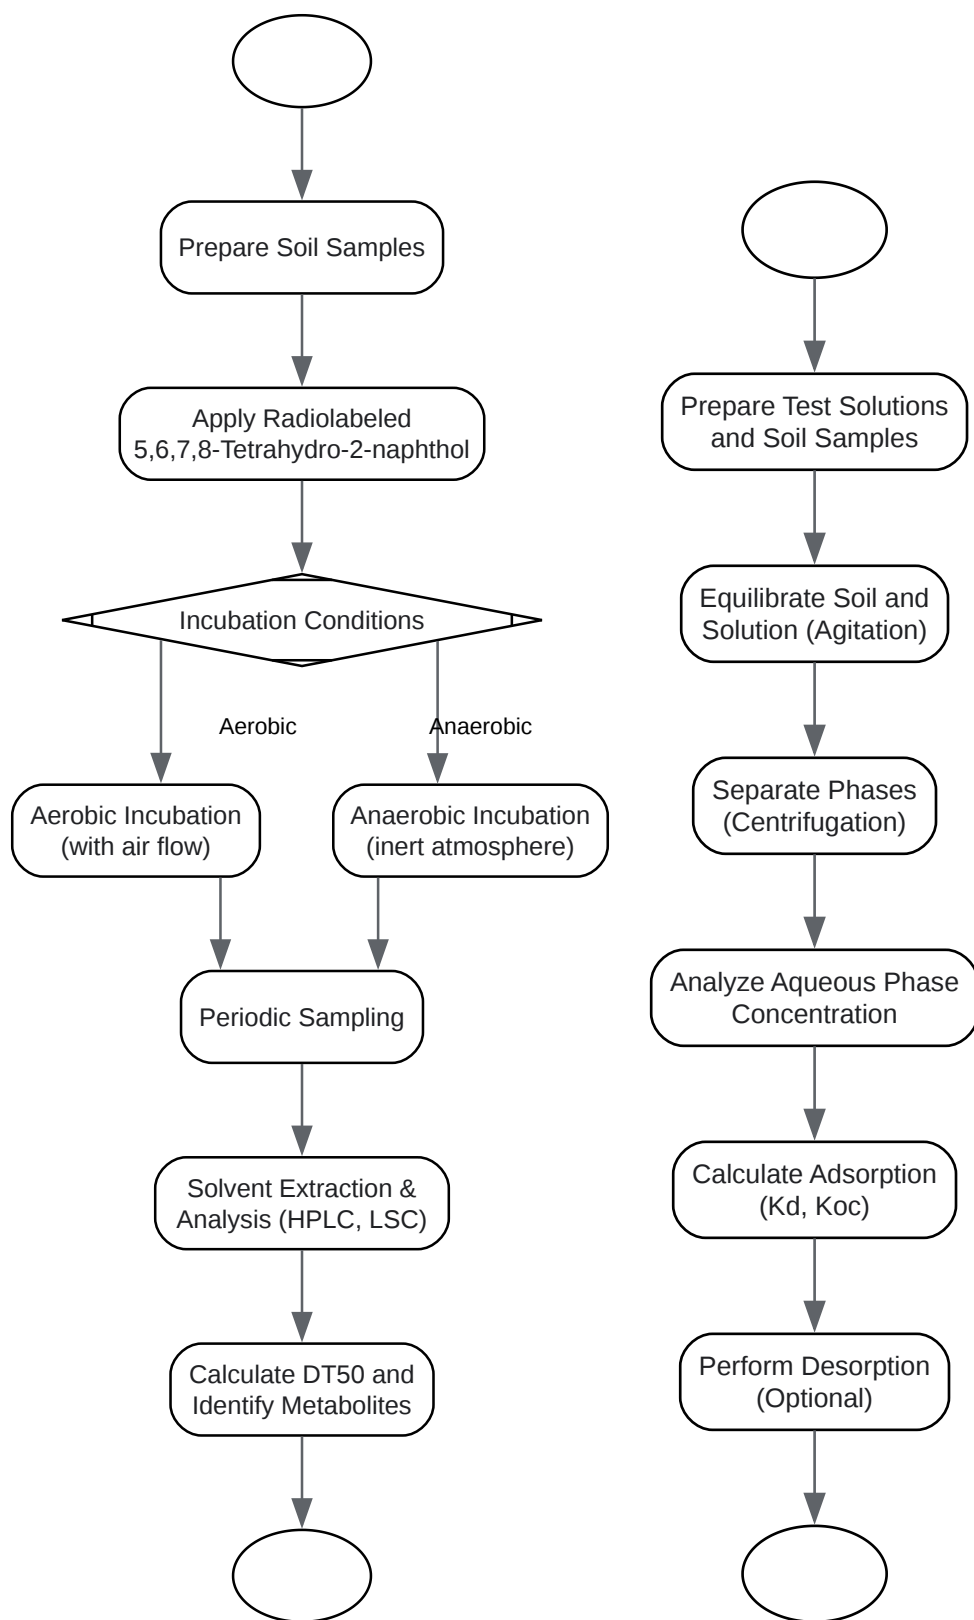 Prepare Soil Samples
Apply Radiolabeled
5,6,7,8-Tetrahydro-2-naphthol
Incubation Conditions
Aerobic
Anaerobic
Aerobic Incubation
(with air flow)
Anaerobic Incubation
(inert atmosphere)
Periodic Sampling
Solvent Extraction &
Analysis (HPLC, LSC)
Calculate DT50 and
Identify Metabolites
Prepare Test Solutions
and Soil Samples
Equilibrate Soil and
Solution (Agitation)
Separate Phases
(Centrifugation)
Analyze Aqueous Phase
Concentration
Calculate Adsorption
(Kd, Koc)
Perform Desorption
(Optional)